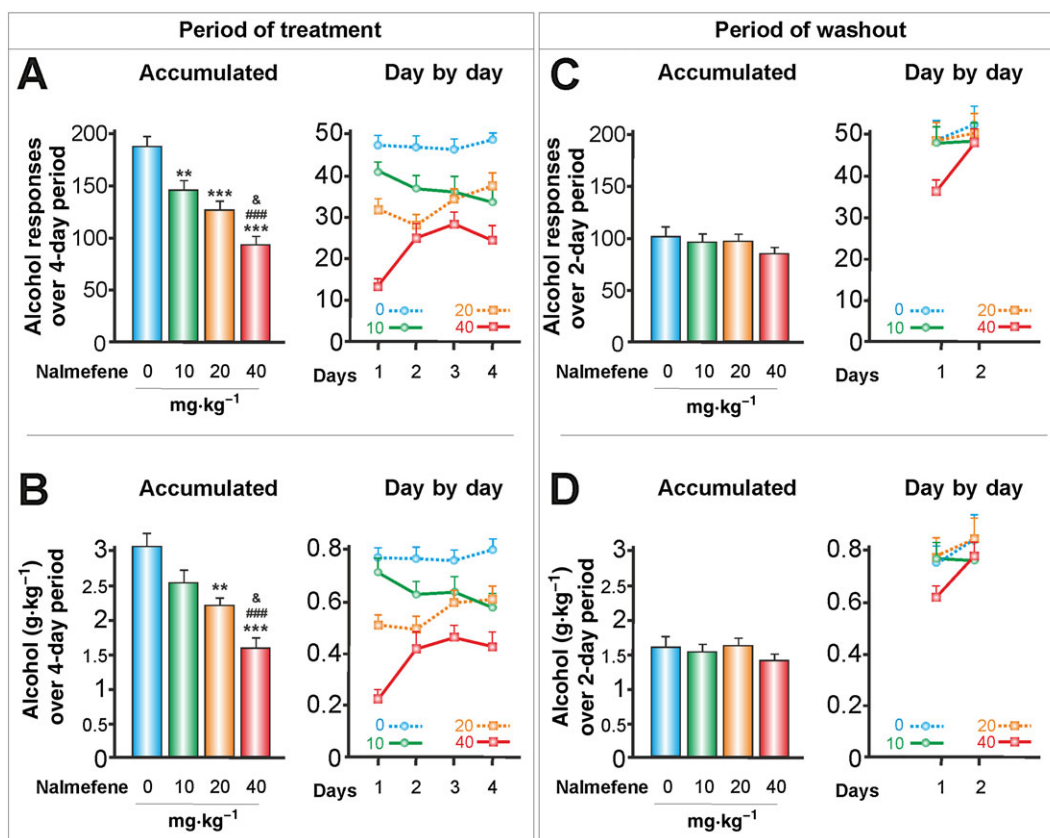 Period of treatment
A
Accumulated
Day by day
Alcohol responses
over 4-day period
200
150
100
50
0
**
***
&
###
***
Nalmefene 0 10 20 40
mg·kg⁻¹
50
40
30
20
10
0
0 20
10 40
Days 1 2 3 4
B
Accumulated
Day by day
Alcohol (g·kg⁻¹)
over 4-day period
3
2.5
2
1.5
1
0.5
0
**
&
###
***
Nalmefene 0 10 20 40
mg·kg⁻¹
0.8
0.6
0.4
0.2
0
0 20
10 40
Days 1 2 3 4
Period of washout
C
Accumulated
Day by day
Alcohol responses
over 2-day period
200
150
100
50
0
Nalmefene 0 10 20 40
mg·kg⁻¹
50
40
30
20
10
0
0 20
10 40
Days 1 2
D
Accumulated
Day by day
Alcohol (g·kg⁻¹)
over 2-day period
3
2.5
2
1.5
1
0.5
0
Nalmefene 0 10 20 40
mg·kg⁻¹
0.8
0.6
0.4
0.2
0
0 20
10 40
Days 1 2